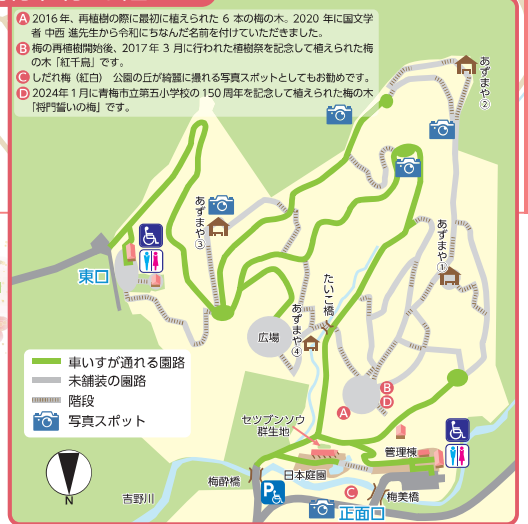 A 2016年、再植樹の際に最初に植えられた 6 本の梅の木。2020 年に国文学
者 中西 進先生から令和にちなんだ名前を付けていただきました。
B 梅の再植樹開始後、2017年 3 月に行われた植樹祭を記念して植えられた梅
の木「紅千鳥」です。
C しだれ梅（紅白） 公園の丘が綺麗に撮れる写真スポットとしてもお勧めです。
D 2024年1月に青梅市立第五小学校の150周年を記念して植えられた梅の木
「将門誓いの梅」です。
あずまや②
あずまや③
あずまや①
東口
たいこ橋
広場
あずまや④
B
D
A
車いすが通れる園路
未舗装の園路
階段
写真スポット
セツブンソウ
群生地
管理棟
日本庭園
梅酔橋
C
梅美橋
P
正面口
吉野川
N